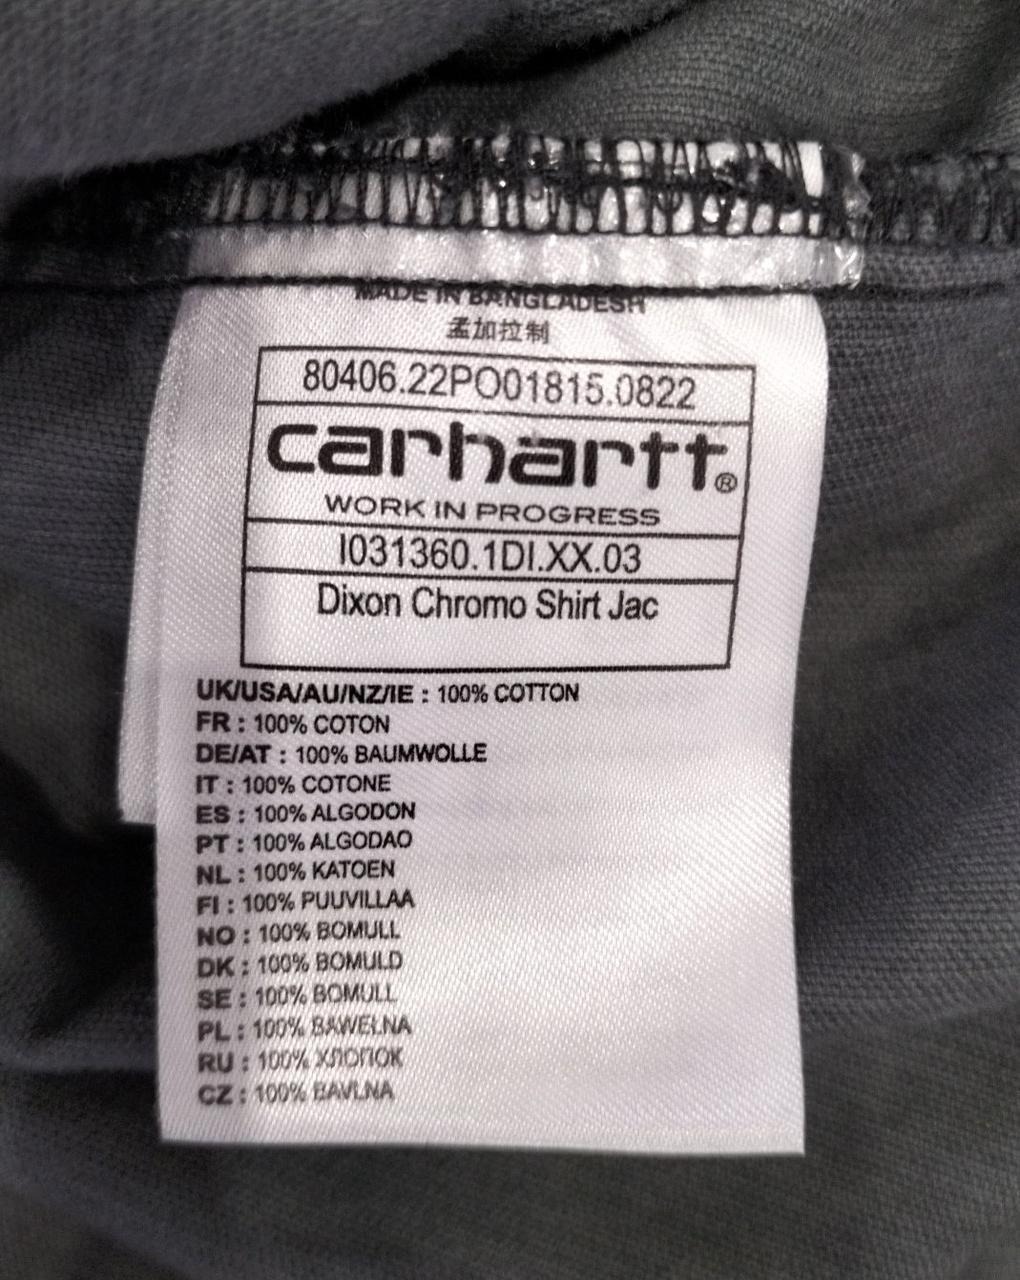 MADE IN BANGLADESH
孟加拉制
80406.22PO01815.0822
carhartt®
WORK IN PROGRESS
I031360.1DI.XX.03
Dixon Chromo Shirt Jac
UK/USA/AU/NZ/IE : 100% COTTON
FR : 100% COTON
DE/AT : 100% BAUMWOLLE
IT : 100% COTONE
ES : 100% ALGODON
PT : 100% ALGODAO
NL : 100% KATOEN
FI : 100% PUUVILLAA
NO : 100% BOMULL
DK : 100% BOMULD
SE : 100% BOMULL
PL : 100% BAWEŁNA
RU : 100% ХЛОПОК
CZ : 100% BAVLNA